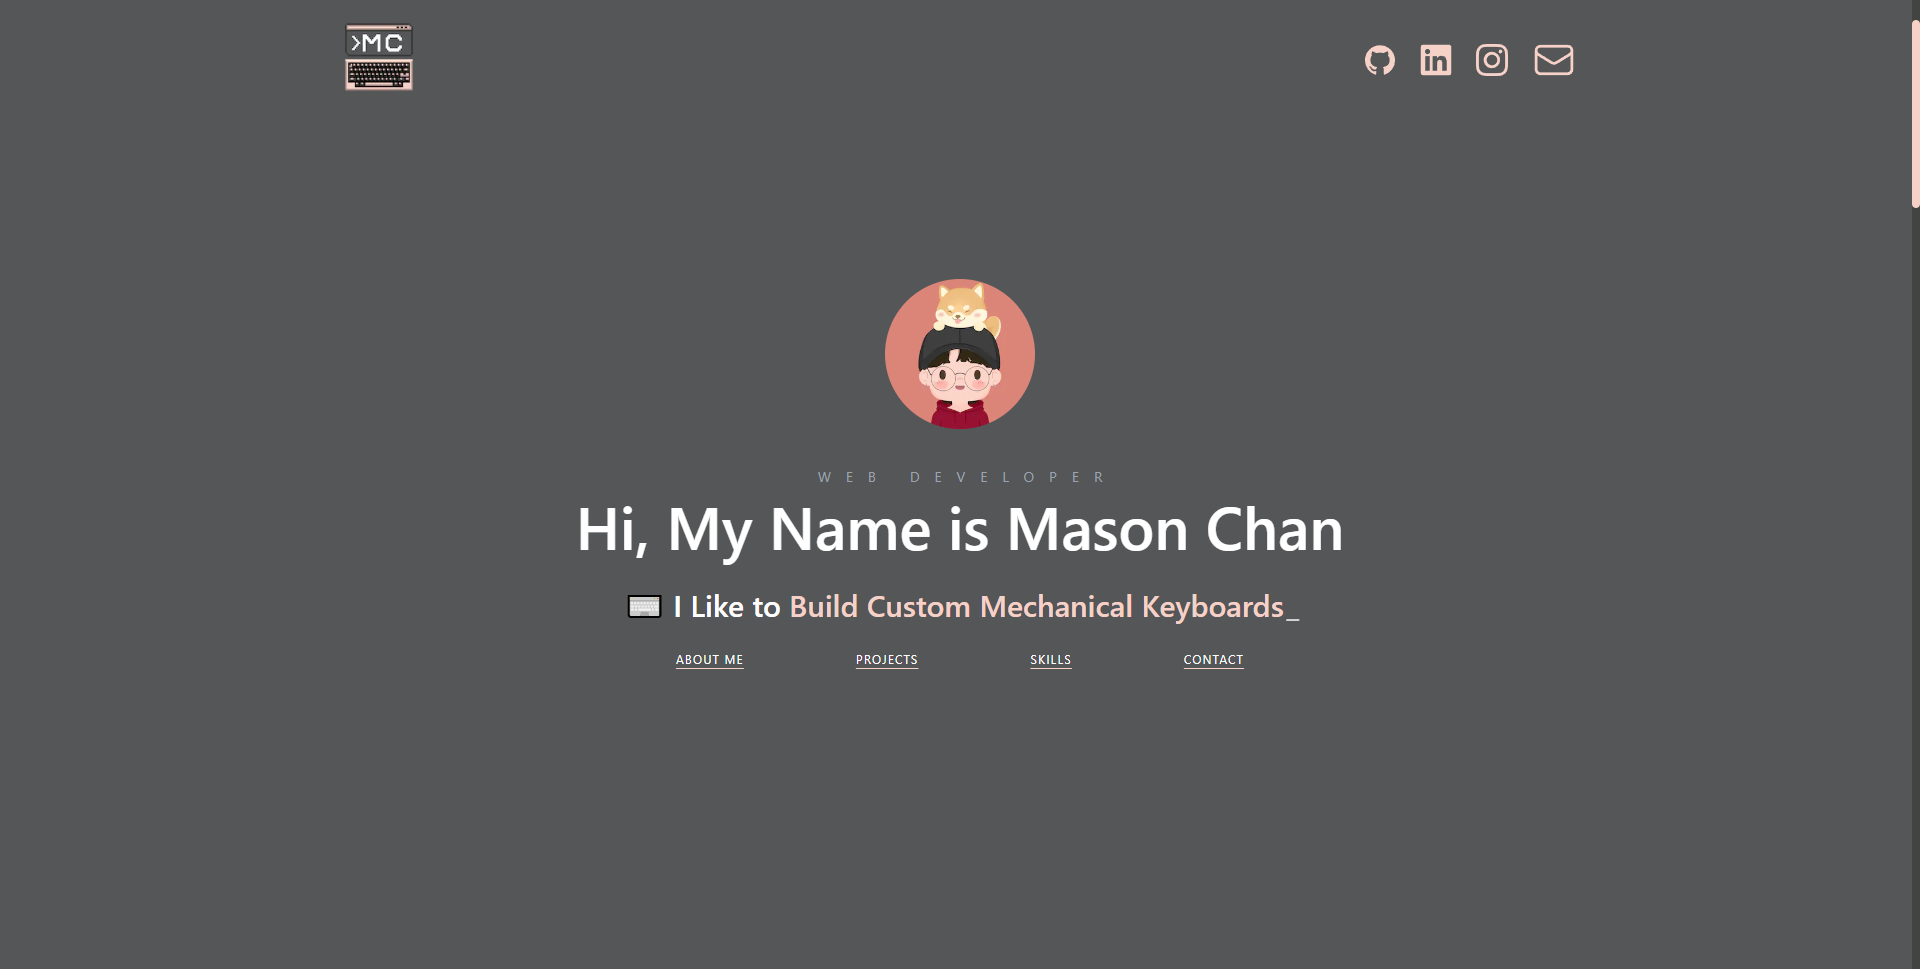 >MC
WEB DEVELOPER
Hi, My Name is Mason Chan
I Like to Build Custom Mechanical Keyboards_
ABOUT ME
PROJECTS
SKILLS
CONTACT